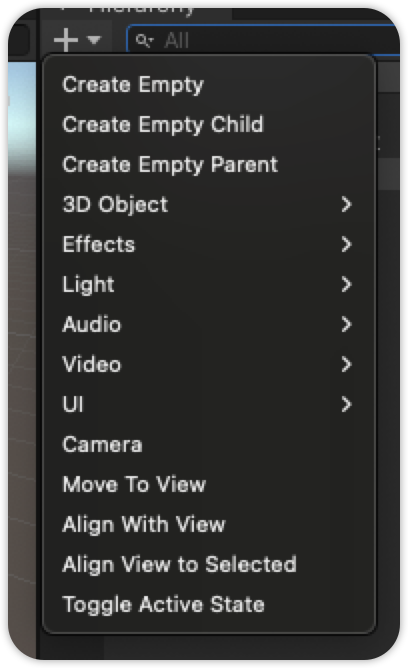 Hierarchy
All
Create Empty
Create Empty Child
Create Empty Parent
3D Object
Effects
Light
Audio
Video
UI
Camera
Move To View
Align With View
Align View to Selected
Toggle Active State